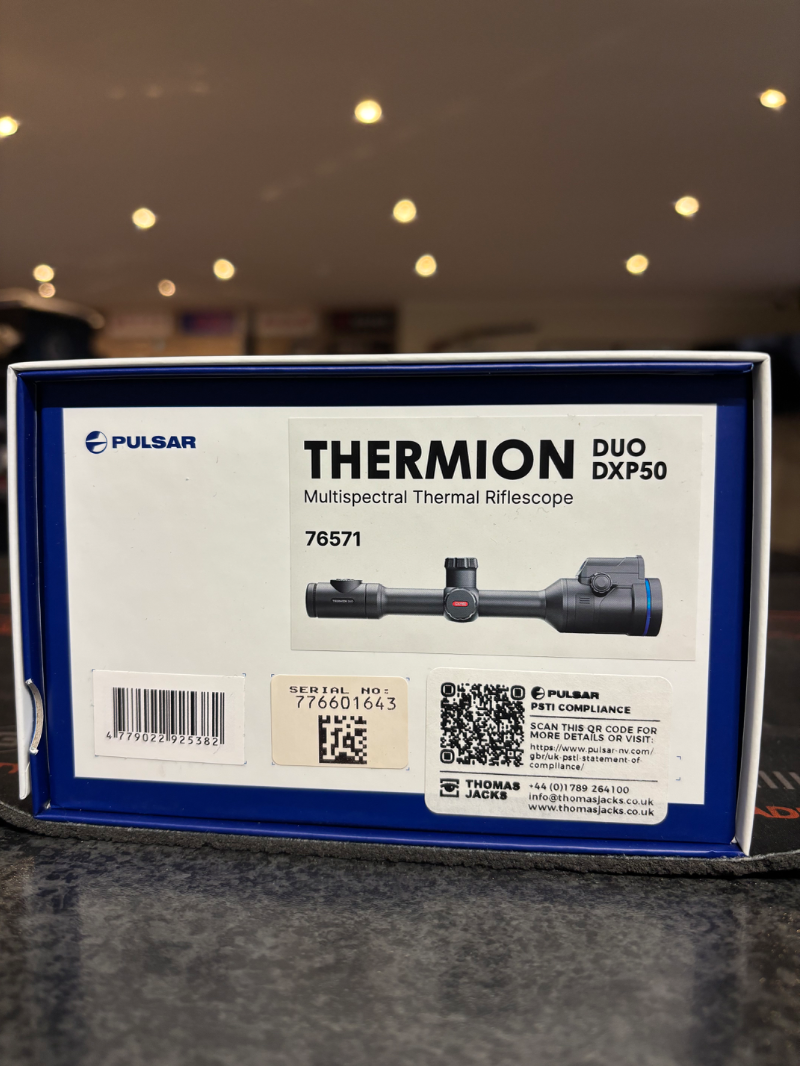 PULSAR
THERMION DUO DXP50
Multispectral Thermal Riflescope
76571
4 779022 925382
SERIAL NO:
776601643
PULSAR
PSTI COMPLIANCE
SCAN THIS QR CODE FOR
MORE DETAILS OR VISIT:
https://www.pulsar-nv.com/
gbr/uk-psti-statement-of-
compliance/
THOMAS
JACKS
+44 (0)1789 264100
info@thomasjacks.co.uk
www.thomasjacks.co.uk